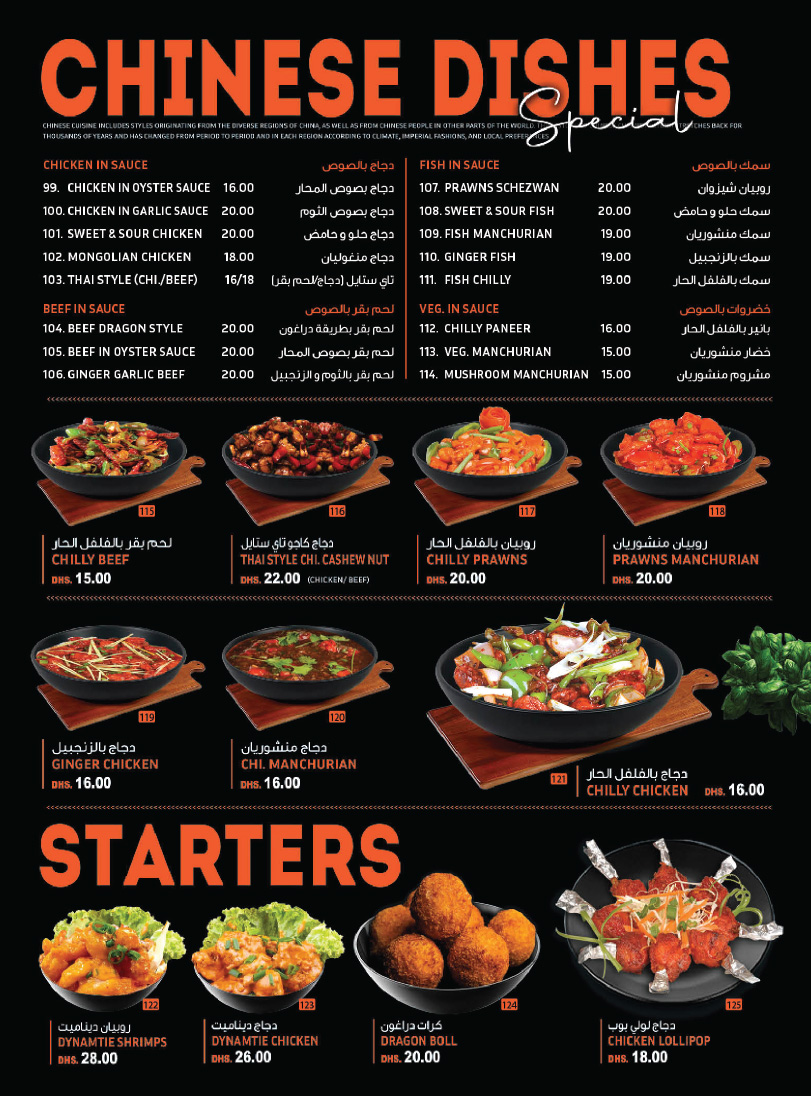 CHINESE DISHES
Special
CHINESE CUISINE INCLUDES STYLES ORIGINATING FROM THE DIVERSE REGIONS OF CHINA, AS WELL AS FROM CHINESE PEOPLE IN OTHER PARTS OF THE WORLD. BACK FOR
THOUSANDS OF YEARS AND HAS CHANGED FROM PERIOD TO PERIOD AND IN EACH REGION ACCORDING TO CLIMATE, IMPERIAL FASHIONS, AND LOCAL PREFERENCES
CHICKEN IN SAUCE دجاج بالصوص
99. CHICKEN IN OYSTER SAUCE 16.00 دجاج بصوص المحار
100. CHICKEN IN GARLIC SAUCE 20.00 دجاج بصوص الثوم
101. SWEET & SOUR CHICKEN 20.00 دجاج حلو و حامض
102. MONGOLIAN CHICKEN 18.00 دجاج منغوليان
103. THAI STYLE (CHI./BEEF) 16/18 تاي ستايل (دجاج/لحم بقر)
BEEF IN SAUCE لحم بقر بالصوص
104. BEEF DRAGON STYLE 20.00 لحم بقر بطريقة دراغون
105. BEEF IN OYSTER SAUCE 20.00 لحم بقر بصوص المحار
106. GINGER GARLIC BEEF 20.00 لحم بقر بالثوم و الزنجبيل
FISH IN SAUCE سمك بالصوص
107. PRAWNS SCHEZWAN 20.00 روبيان شيزوان
108. SWEET & SOUR FISH 20.00 سمك حلو و حامض
109. FISH MANCHURIAN 19.00 سمك منشوريان
110. GINGER FISH 19.00 سمك بالزنجبيل
111. FISH CHILLY 19.00 سمك بالفلفل الحار
VEG. IN SAUCE خضروات بالصوص
112. CHILLY PANEER 16.00 بانير بالفلفل الحار
113. VEG. MANCHURIAN 15.00 خضار منشوريان
114. MUSHROOM MANCHURIAN 15.00 مشروم منشوريان
115
لحم بقر بالفلفل الحار
CHILLY BEEF
DHS. 15.00
116
دجاج كاجو تاي ستايل
THAI STYLE CHI. CASHEW NUT
DHS. 22.00 (CHICKEN/ BEEF)
117
روبيان بالفلفل الحار
CHILLY PRAWNS
DHS. 20.00
118
روبيان منشوريان
PRAWNS MANCHURIAN
DHS. 20.00
119
دجاج بالزنجبيل
GINGER CHICKEN
DHS. 16.00
120
دجاج منشوريان
CHI. MANCHURIAN
DHS. 16.00
121
دجاج بالفلفل الحار
CHILLY CHICKEN DHS. 16.00
STARTERS
122
روبيان ديناميت
DYNAMTIE SHRIMPS
DHS. 28.00
123
دجاج ديناميت
DYNAMTIE CHICKEN
DHS. 26.00
124
كرات دراغون
DRAGON BOLL
DHS. 20.00
125
دجاج لولي بوب
CHICKEN LOLLIPOP
DHS. 18.00